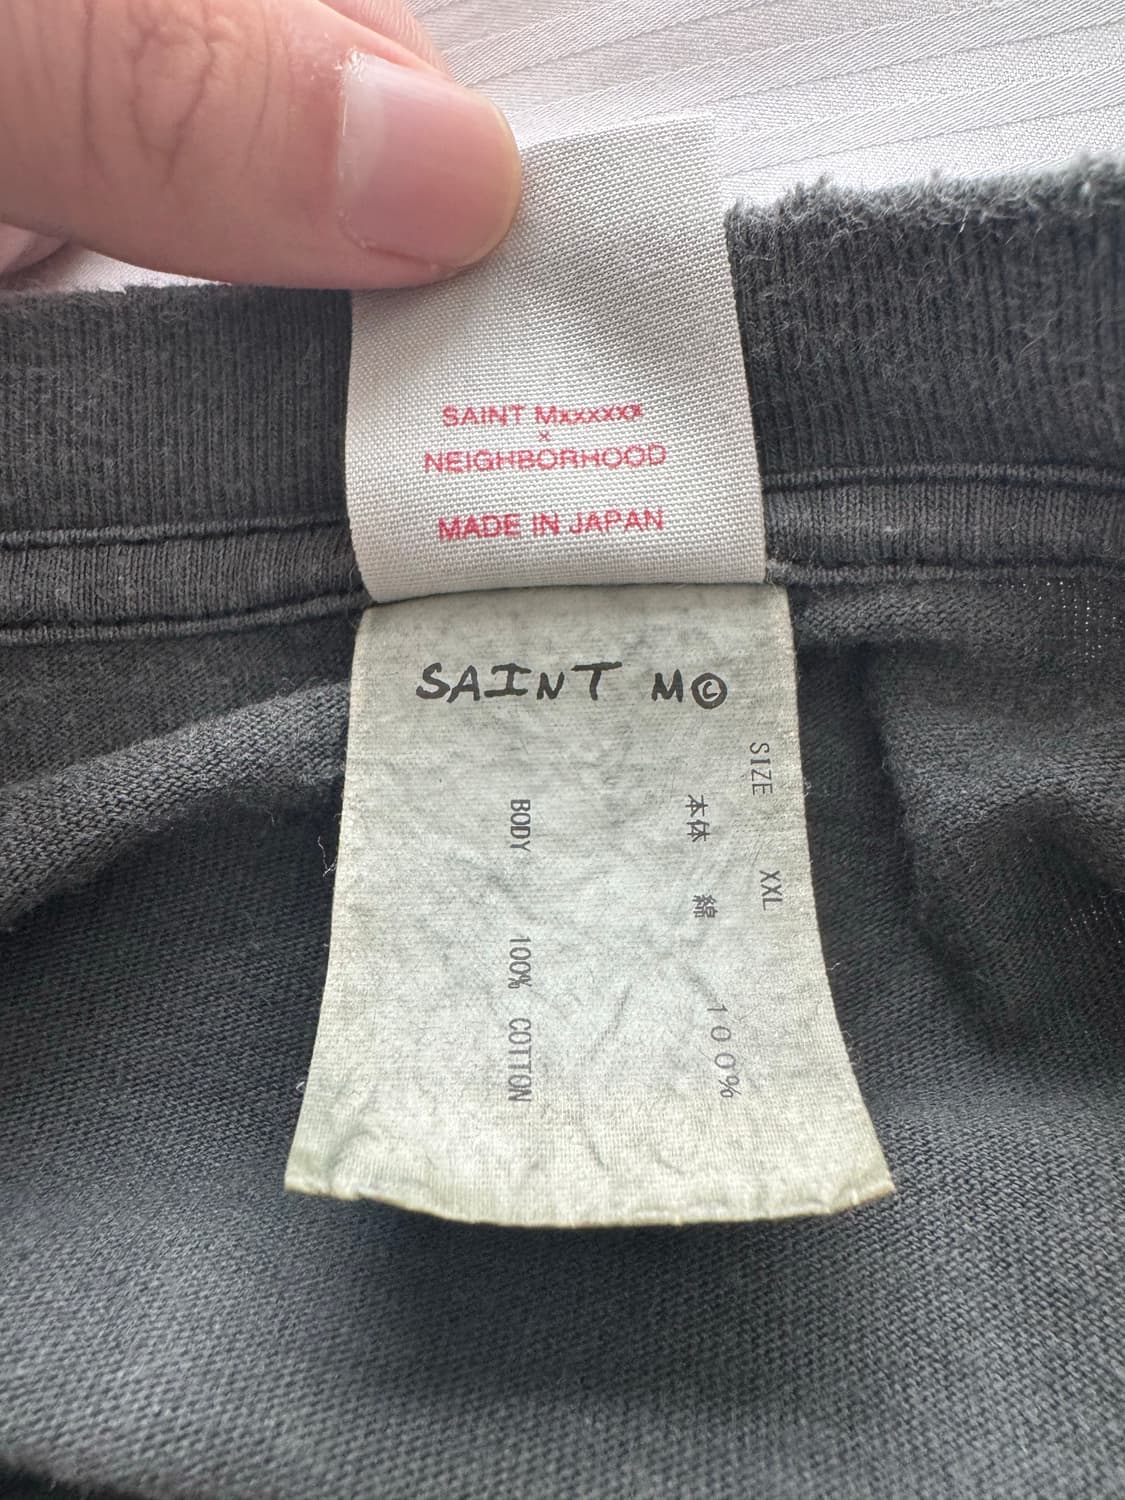 SAINT Mxxxxxx
×
NEIGHBORHOOD
MADE IN JAPAN
SAINT M©
SIZE XXL
本体 綿 100%
BODY 100% COTTON